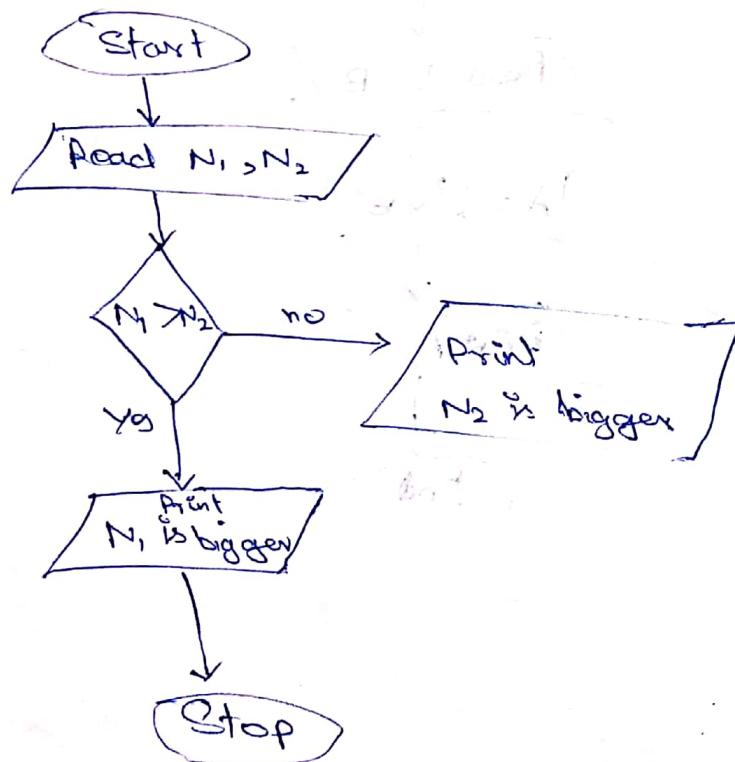 Start
Read N₁, N₂
N₁ > N₂
no
Print
N₂ is bigger
Yes
Print
N₁ is bigger
Stop